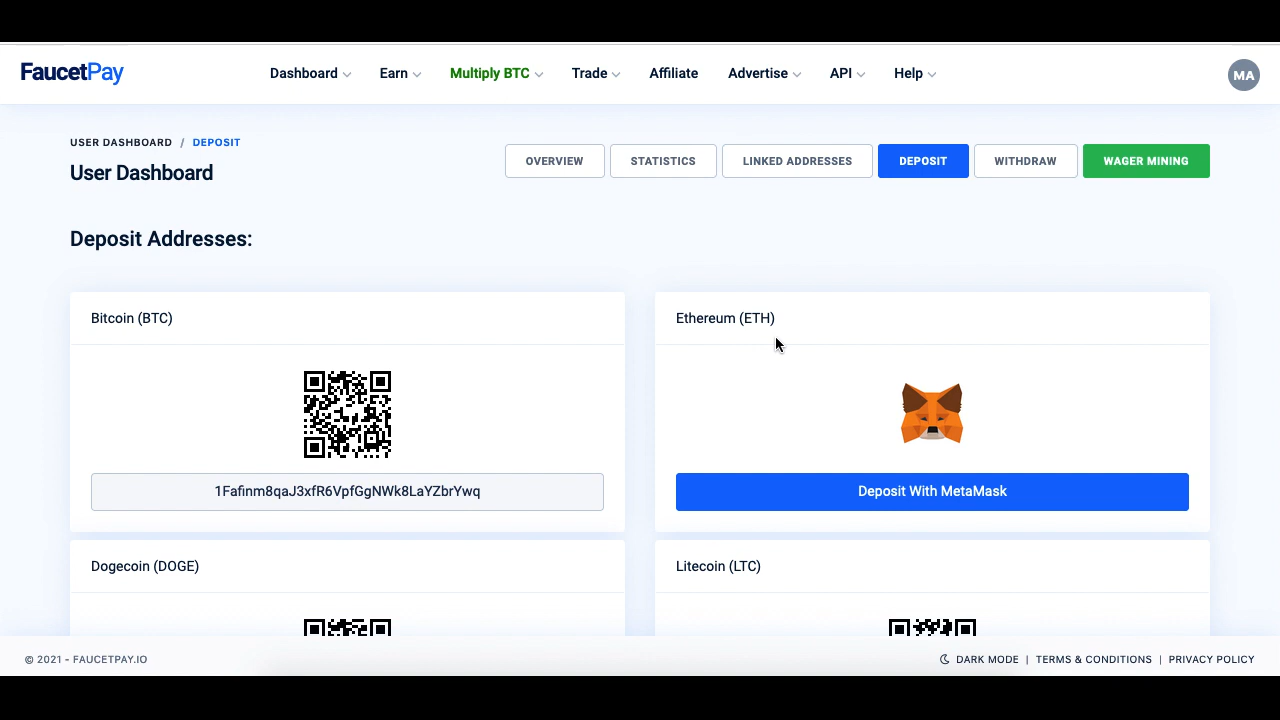 FaucetPay
Dashboard Earn Multiply BTC Trade Affiliate Advertise API Help
MA
USER DASHBOARD / DEPOSIT
User Dashboard
OVERVIEW STATISTICS LINKED ADDRESSES DEPOSIT WITHDRAW WAGER MINING
Deposit Addresses:
Bitcoin (BTC)
1Fafinm8qaJ3xfR6VpfGgNWk8LaYZbrYwq
Ethereum (ETH)
Deposit With MetaMask
Dogecoin (DOGE)
Litecoin (LTC)
© 2021 - FAUCETPAY.IO
DARK MODE | TERMS & CONDITIONS | PRIVACY POLICY